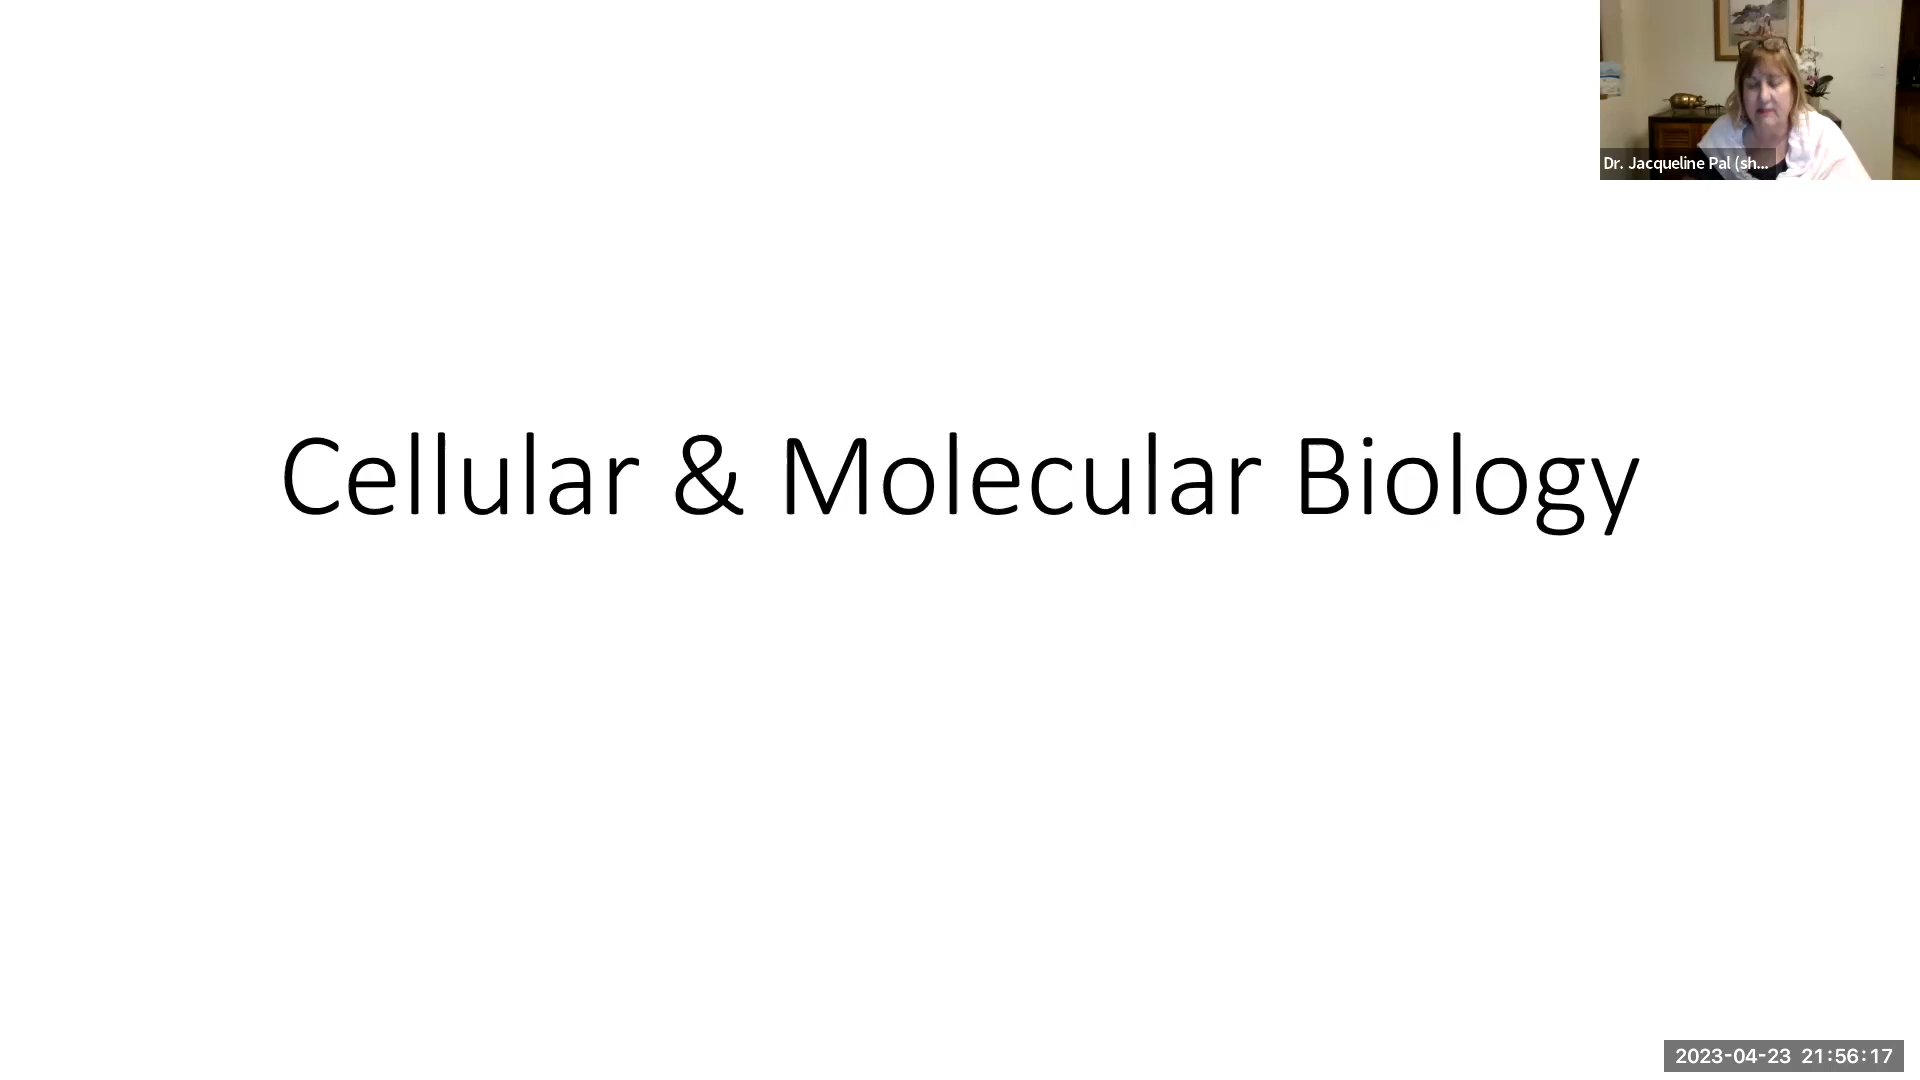 Dr. Jacqueline Pal (sh...
Cellular & Molecular Biology
2023-04-23 21:56:17